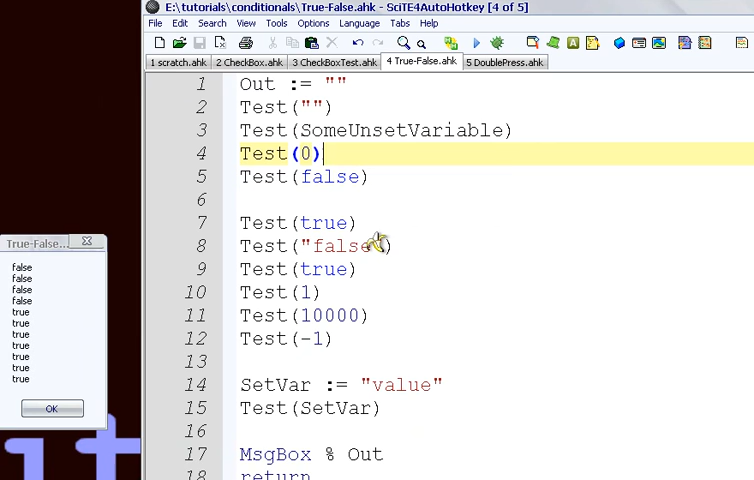 E:\tutorials\conditionals\True-False.ahk - SciTE4AutoHotkey [4 of 5]
File Edit Search View Tools Options Language Tabs Help
1 scratch.ahk 2 CheckBox.ahk 3 CheckBoxTest.ahk 4 True-False.ahk 5 DoublePress.ahk
1 Out := ""
2 Test("")
3 Test(SomeUnsetVariable)
4 Test(0)
5 Test(false)
6
7 Test(true)
8 Test("false")
9 Test(true)
10 Test(1)
11 Test(10000)
12 Test(-1)
13
14 SetVar := "value"
15 Test(SetVar)
16
17 MsgBox % Out
18 return
True-False...
false
false
false
false
true
true
true
true
true
true
true
OK